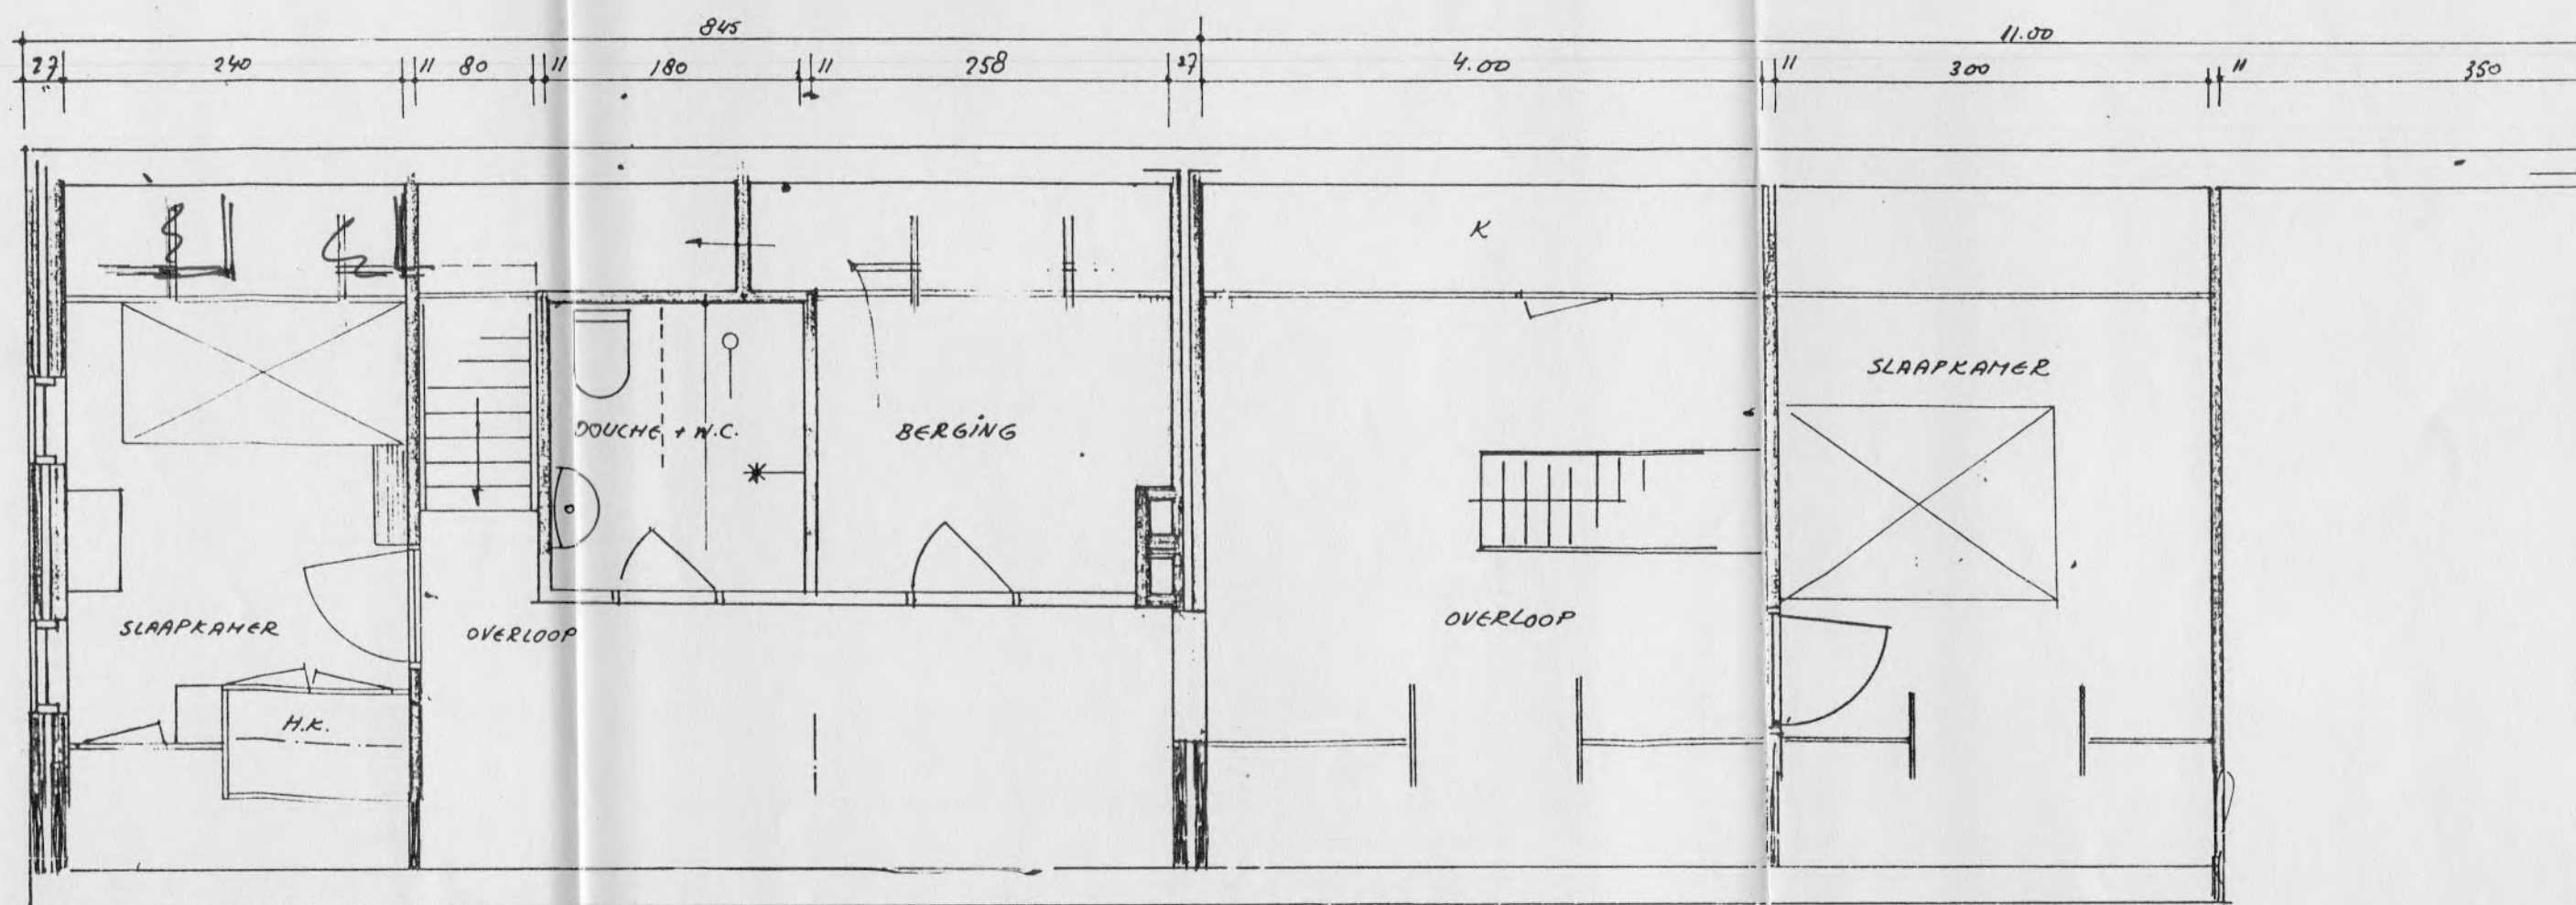 845 11.00
27 240 11 80 11 180 11 258 27 4.00 11 300 11 350
K
SLAAPKAMER
DOUCHE + W.C. BERGING
SLAAPKAMER OVERLOOP OVERLOOP
H.K.